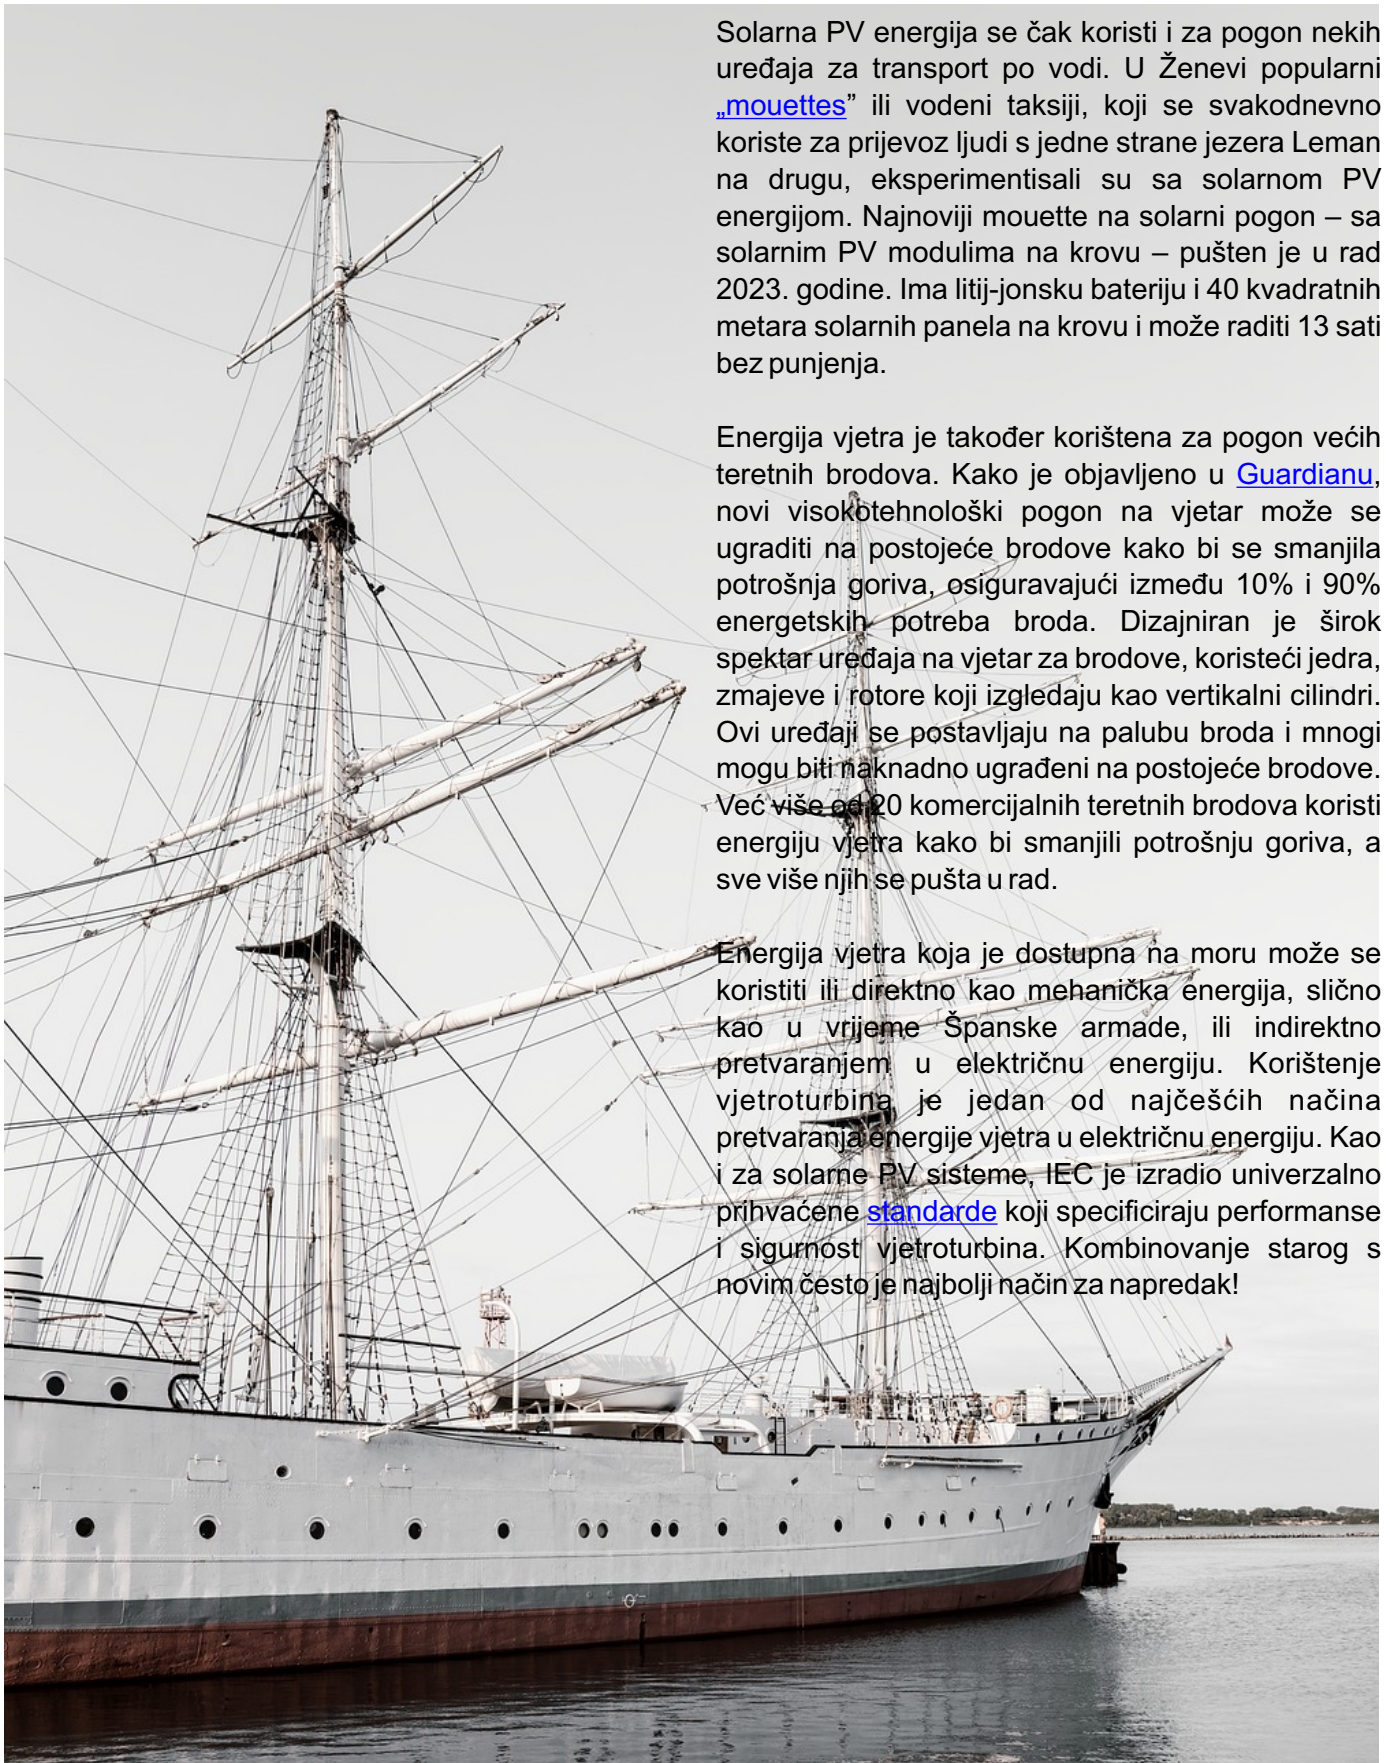 Solarna PV energija se čak koristi i za pogon nekih
uređaja za transport po vodi. U Ženevi popularni
„mouettes” ili vodeni taksiji, koji se svakodnevno
koriste za prijevoz ljudi s jedne strane jezera Leman
na drugu, eksperimentisali su sa solarnom PV
energijom. Najnoviji mouette na solarni pogon – sa
solarnim PV modulima na krovu – pušten je u rad
2023. godine. Ima litij-jonsku bateriju i 40 kvadratnih
metara solarnih panela na krovu i može raditi 13 sati
bez punjenja.
Energija vjetra je također korištena za pogon većih
teretnih brodova. Kako je objavljeno u Guardianu,
novi visokotehnološki pogon na vjetar može se
ugraditi na postojeće brodove kako bi se smanjila
potrošnja goriva, osiguravajući između 10% i 90%
energetskih potreba broda. Dizajniran je širok
spektar uređaja na vjetar za brodove, koristeći jedra,
zmajeve i rotore koji izgledaju kao vertikalni cilindri.
Ovi uređaji se postavljaju na palubu broda i mnogi
mogu biti naknadno ugrađeni na postojeće brodove.
Već više od 20 komercijalnih teretnih brodova koristi
energiju vjetra kako bi smanjili potrošnju goriva, a
sve više njih se pušta u rad.
Energija vjetra koja je dostupna na moru može se
koristiti ili direktno kao mehanička energija, slično
kao u vrijeme Španske armade, ili indirektno
pretvaranjem u električnu energiju. Korištenje
vjetroturbina je jedan od najčešćih načina
pretvaranja energije vjetra u električnu energiju. Kao
i za solarne PV sisteme, IEC je izradio univerzalno
prihvaćene standarde koji specificiraju performanse
i sigurnost vjetroturbina. Kombinovanje starog s
novim često je najbolji način za napredak!